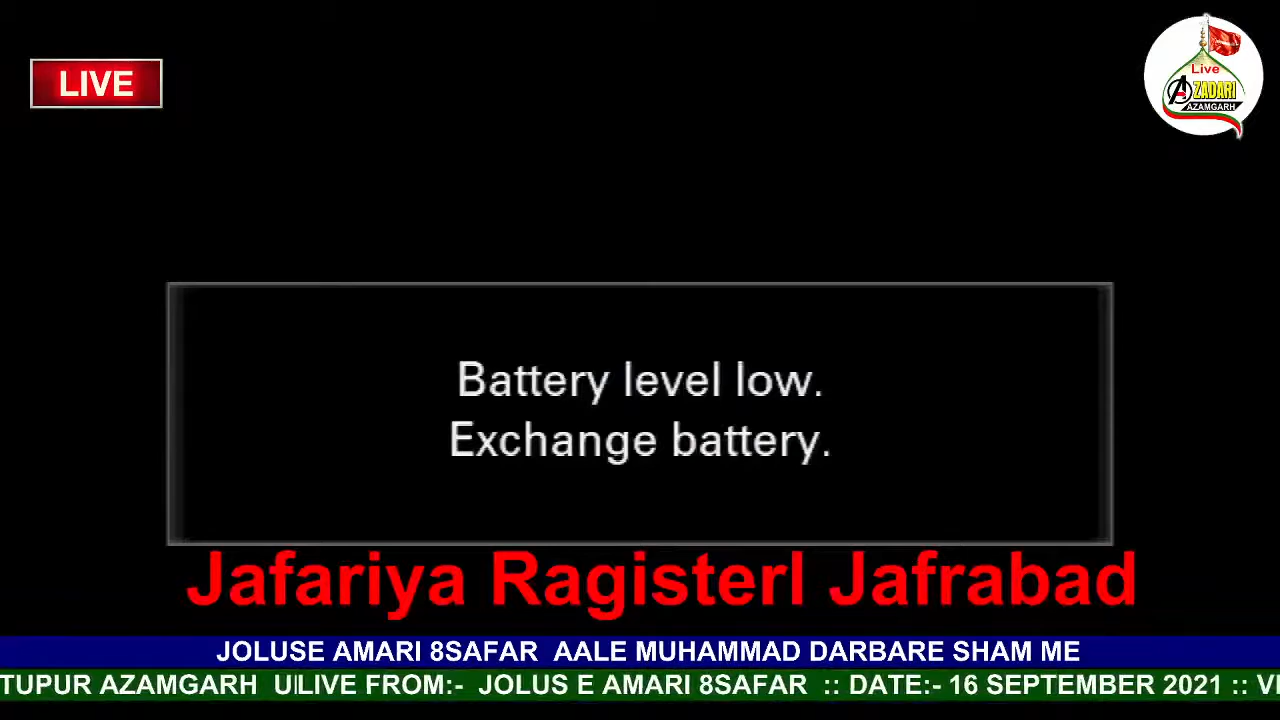 LIVE
Live
AZADARI
AZAMGARH
Battery level low.
Exchange battery.
Jafariya Ragisterl Jafrabad
JOLUSE AMARI 8SAFAR AALE MUHAMMAD DARBARE SHAM ME
TUPUR AZAMGARH U LIVE FROM:- JOLUS E AMARI 8SAFAR :: DATE:- 16 SEPTEMBER 2021 :: VI